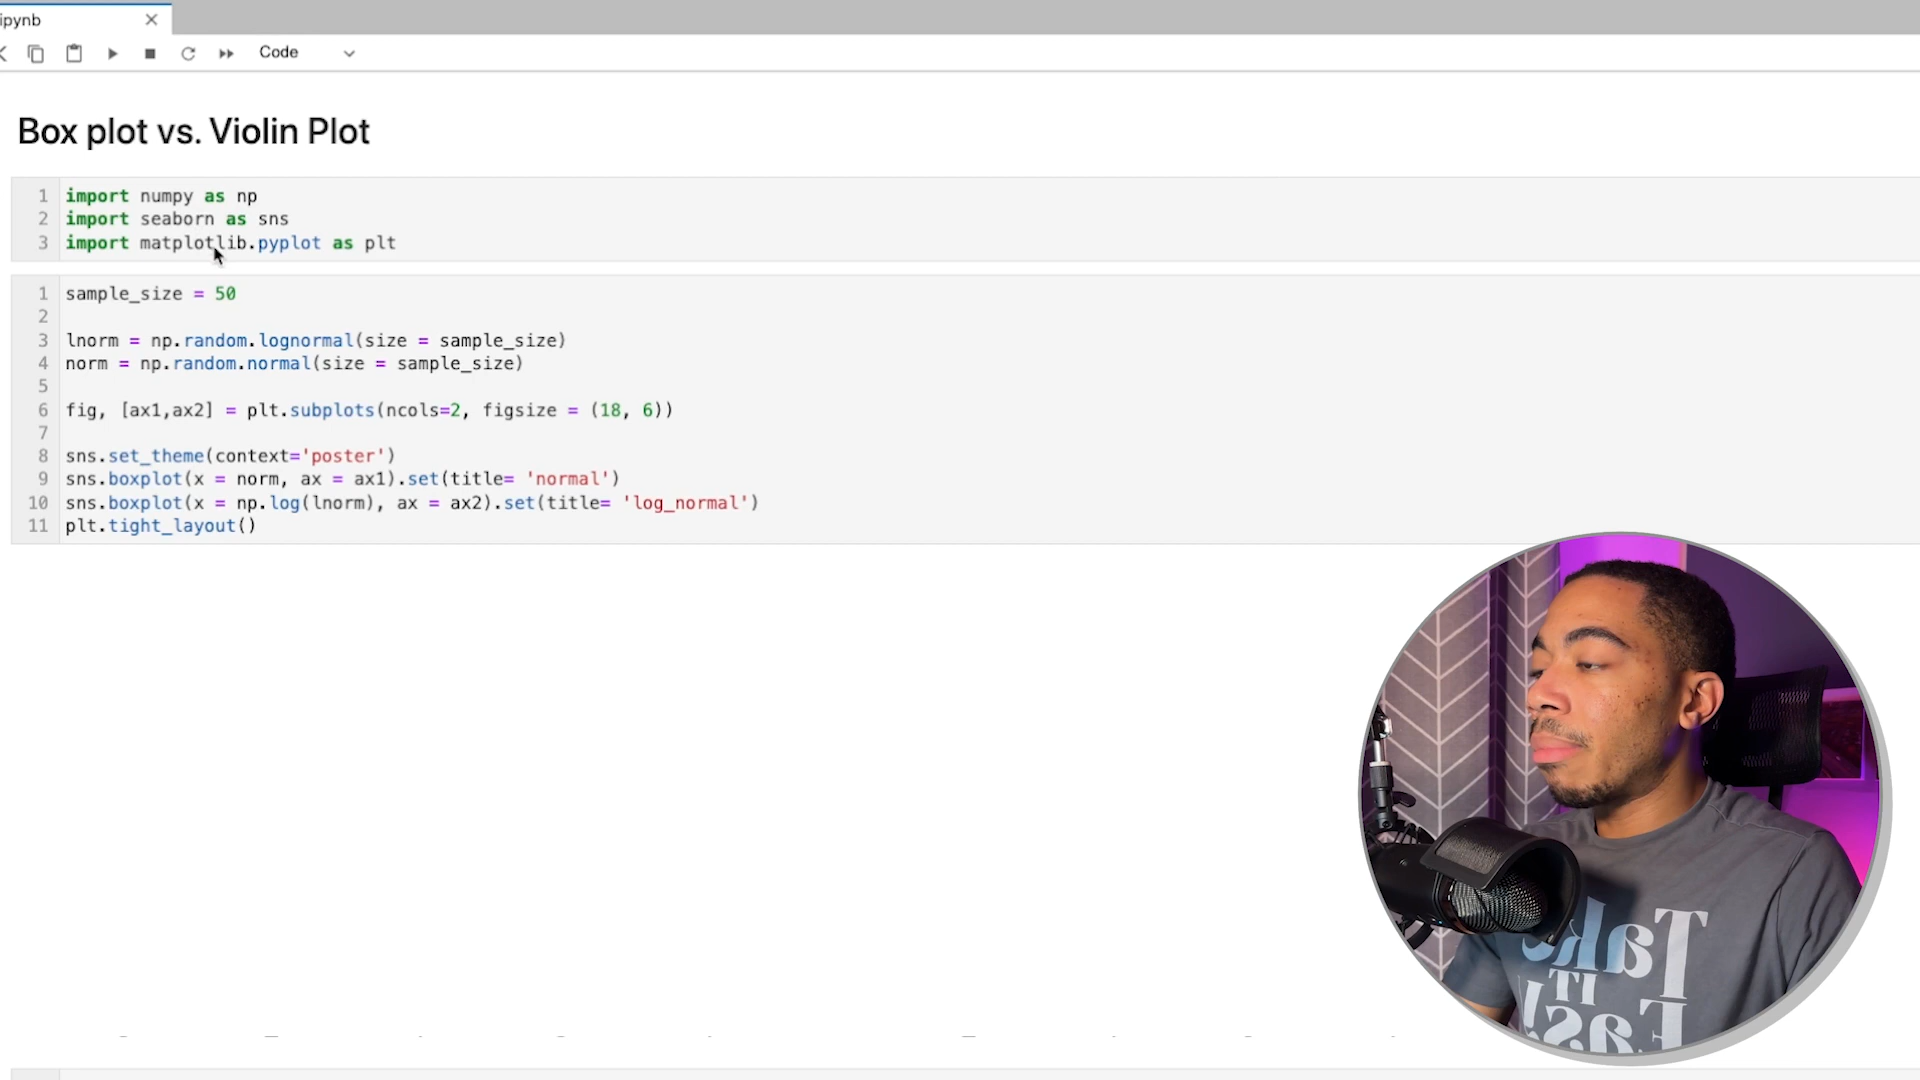 ipynb
Code
Box plot vs. Violin Plot
1 import numpy as np
2 import seaborn as sns
3 import matplotlib.pyplot as plt
1 sample_size = 50
2
3 lnorm = np.random.lognormal(size = sample_size)
4 norm = np.random.normal(size = sample_size)
5
6 fig, [ax1,ax2] = plt.subplots(ncols=2, figsize = (18, 6))
7
8 sns.set_theme(context='poster')
9 sns.boxplot(x = norm, ax = ax1).set(title= 'normal')
10 sns.boxplot(x = np.log(lnorm), ax = ax2).set(title= 'log_normal')
11 plt.tight_layout()
Take
IT
Easy!